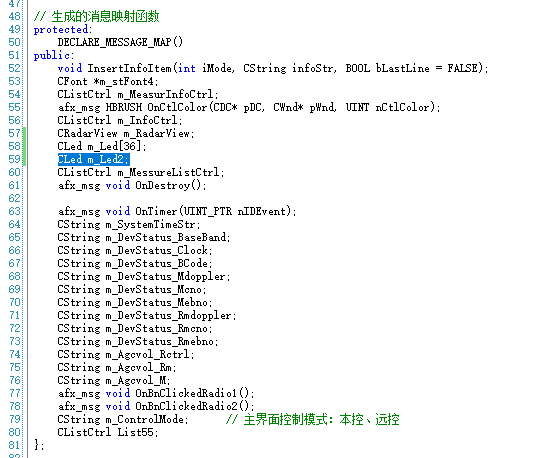 47
48 // 生成的消息映射函数
49 protected:
50 DECLARE_MESSAGE_MAP()
51 public:
52 void InsertInfoItem(int iMode, CString infoStr, BOOL bLastLine = FALSE);
53 CFont *m_stFont4;
54 CListCtrl m_MeasurInfoCtrl;
55 afx_msg HBRUSH OnCtlColor(CDC* pDC, CWnd* pWnd, UINT nCtlColor);
56 CListCtrl m_InfoCtrl;
57 CRadarView m_RadarView;
58 CLed m_Led[36];
59 CLed m_Led2;
60 CListCtrl m_MessureListCtrl;
61 afx_msg void OnDestroy();
62
63 afx_msg void OnTimer(UINT_PTR nIDEvent);
64 CString m_SystemTimeStr;
65 CString m_DevStatus_BaseBand;
66 CString m_DevStatus_Clock;
67 CString m_DevStatus_BCode;
68 CString m_DevStatus_Mdoppler;
69 CString m_DevStatus_Mcno;
70 CString m_DevStatus_Mebno;
71 CString m_DevStatus_Rmdoppler;
72 CString m_DevStatus_Rmcno;
73 CString m_DevStatus_Rmebno;
74 CString m_Agcvol_Rctrl;
75 CString m_Agcvol_Rm;
76 CString m_Agcvol_M;
77 afx_msg void OnBnClickedRadio1();
78 afx_msg void OnBnClickedRadio2();
79 CString m_ControlMode; // 主界面控制模式：本控、远控
80 CListCtrl List55;
81 };